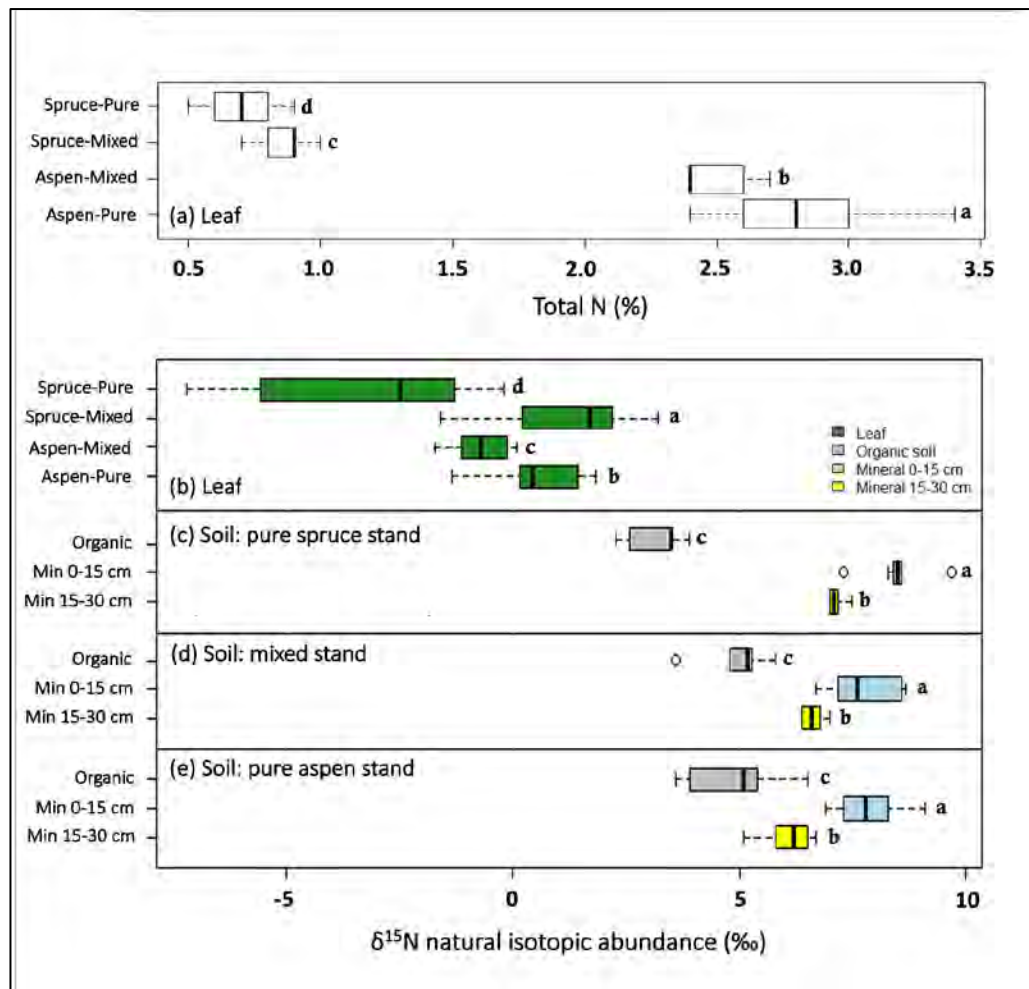 Spruce-Pure
d
Spruce-Mixed
c
Aspen-Mixed
b
Aspen-Pure
a
(a) Leaf
0.5 1.0 1.5 2.0 2.5 3.0 3.5
Total N (%)
Spruce-Pure
d
Spruce-Mixed
a
Aspen-Mixed
c
Aspen-Pure
b
(b) Leaf
Leaf
Organic soil
Mineral 0-15 cm
Mineral 15-30 cm
(c) Soil: pure spruce stand
Organic
c
Min 0-15 cm
a
Min 15-30 cm
b
(d) Soil: mixed stand
Organic
c
Min 0-15 cm
a
Min 15-30 cm
b
(e) Soil: pure aspen stand
Organic
c
Min 0-15 cm
a
Min 15-30 cm
b
-5 0 5 10
δ¹⁵N natural isotopic abundance (‰)